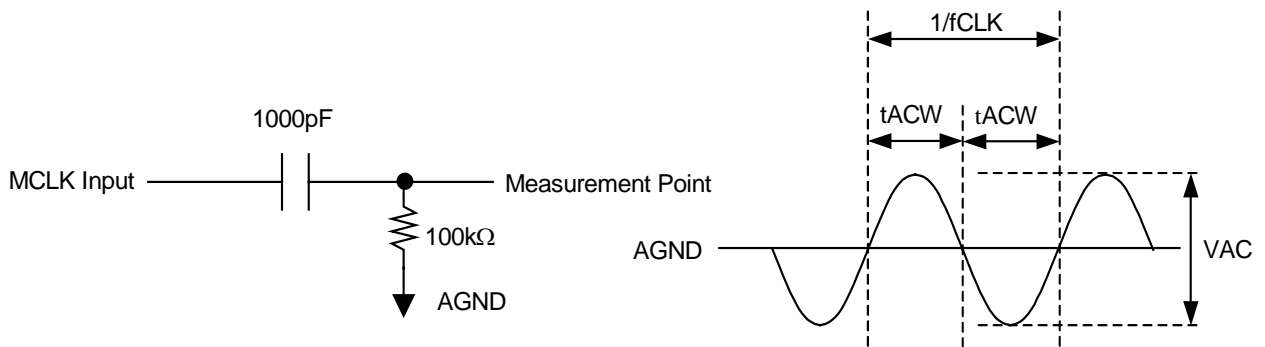 1/fCLK
tACW
tACW
1000pF
MCLK Input
Measurement Point
100kΩ
AGND
AGND
VAC